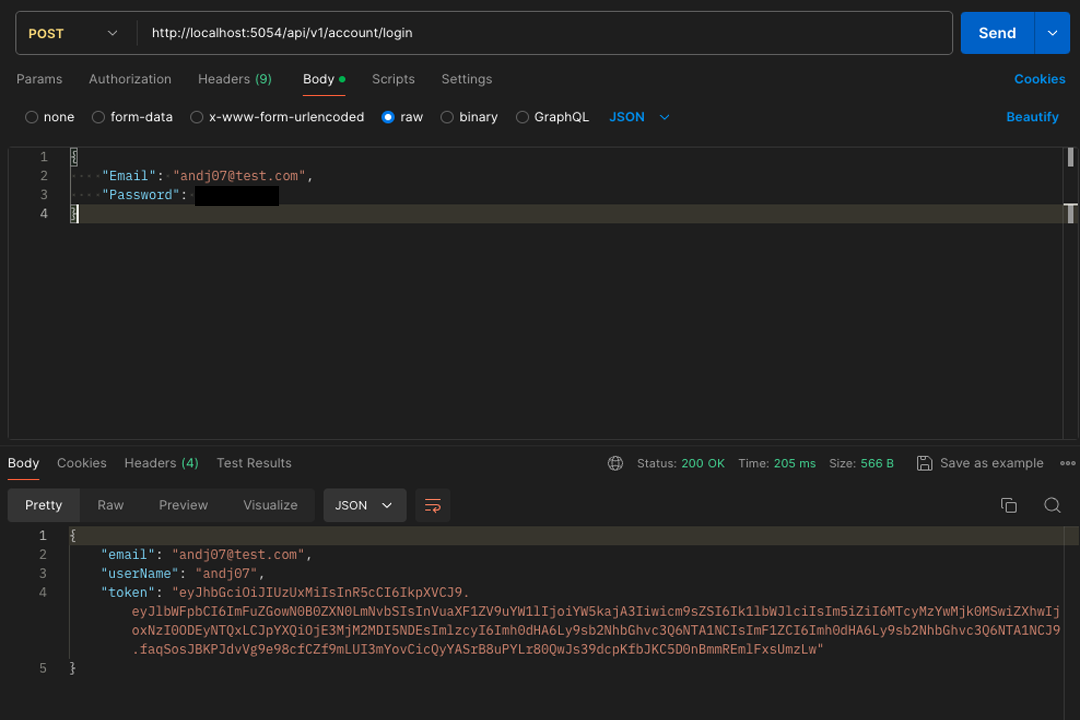 POST http://localhost:5054/api/v1/account/login Send
Params Authorization Headers (9) Body Scripts Settings Cookies
none form-data x-www-form-urlencoded raw binary GraphQL JSON Beautify
1 {
2 "Email": "andj07@test.com",
3 "Password":
4 }
Body Cookies Headers (4) Test Results Status: 200 OK Time: 205 ms Size: 566 B Save as example
Pretty Raw Preview Visualize JSON
1 {
2 "email": "andj07@test.com",
3 "userName": "andj07",
4 "token": "eyJhbGciOiJIUzUxMiIsInR5cCI6IkpXVCJ9.
eyJlbWFpbCI6ImFuZGowN0B0ZXN0LmNvbSIsInVuaXF1ZV9uYW1lIjoiYW5kajA3Iiwicm9sZSI6Ik1lbWJlciIsIm5iZiI6MTcyMzYwMjk0MSwiZXhwIj
oxNzI0ODEyNTQxLCJpYXQiOjE3MjM2MDI5NDEsImlzcyI6Imh0dHA6Ly9sb2NhbGhvc3Q6NTA1NCIsImF1ZCI6Imh0dHA6Ly9sb2NhbGhvc3Q6NTA1NCJ9
.faqSosJBKPJdvVg9e98cfCZf9mLUI3mYovCicQyYASrB8uPYLr80QwJs39dcpKfbJKC5D0nBmmREmlFxsUmzLw"
5 }